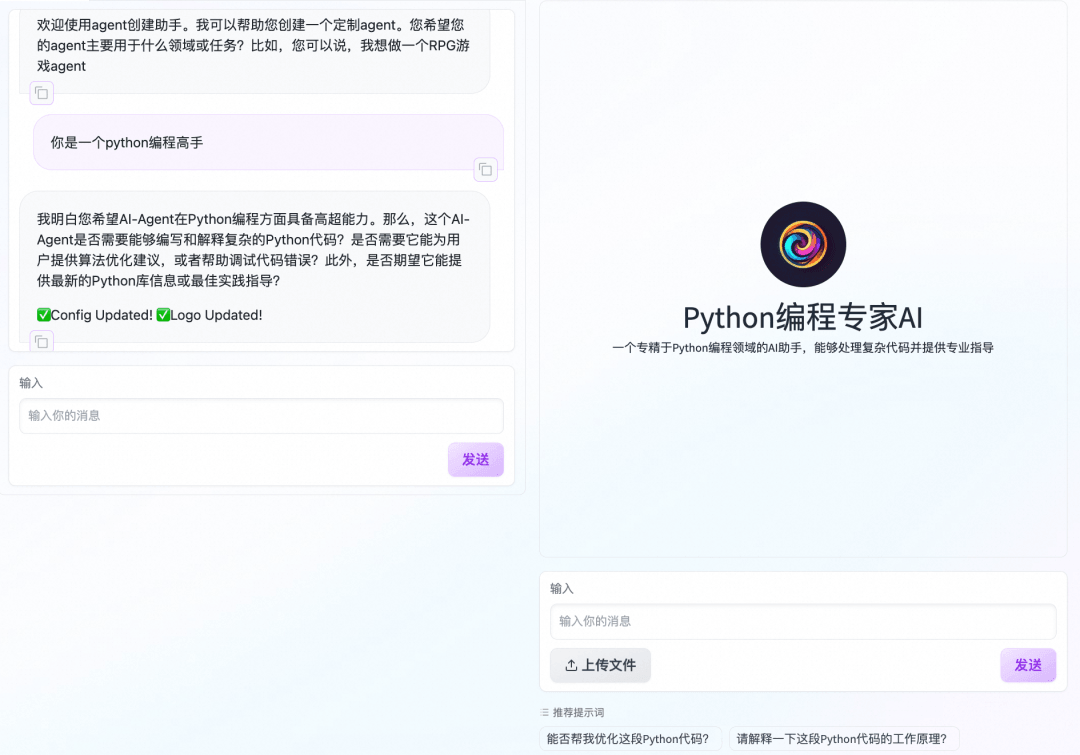 欢迎使用agent创建助手。我可以帮助您创建一个定制agent。您希望您
的agent主要用于什么领域或任务？比如，您可以说，我想做一个RPG游
戏agent
你是一个python编程高手
我明白您希望AI-Agent在Python编程方面具备高超能力。那么，这个AI-
Agent是否需要能够编写和解释复杂的Python代码？是否需要它能为用
户提供算法优化建议，或者帮助调试代码错误？此外，是否期望它能提
供最新的Python库信息或最佳实践指导？
✅Config Updated! ✅Logo Updated!
输入
输入你的消息
发送
Python编程专家AI
一个专精于Python编程领域的AI助手，能够处理复杂代码并提供专业指导
输入
输入你的消息
上传文件
发送
推荐提示词
能否帮我优化这段Python代码？
请解释一下这段Python代码的工作原理？